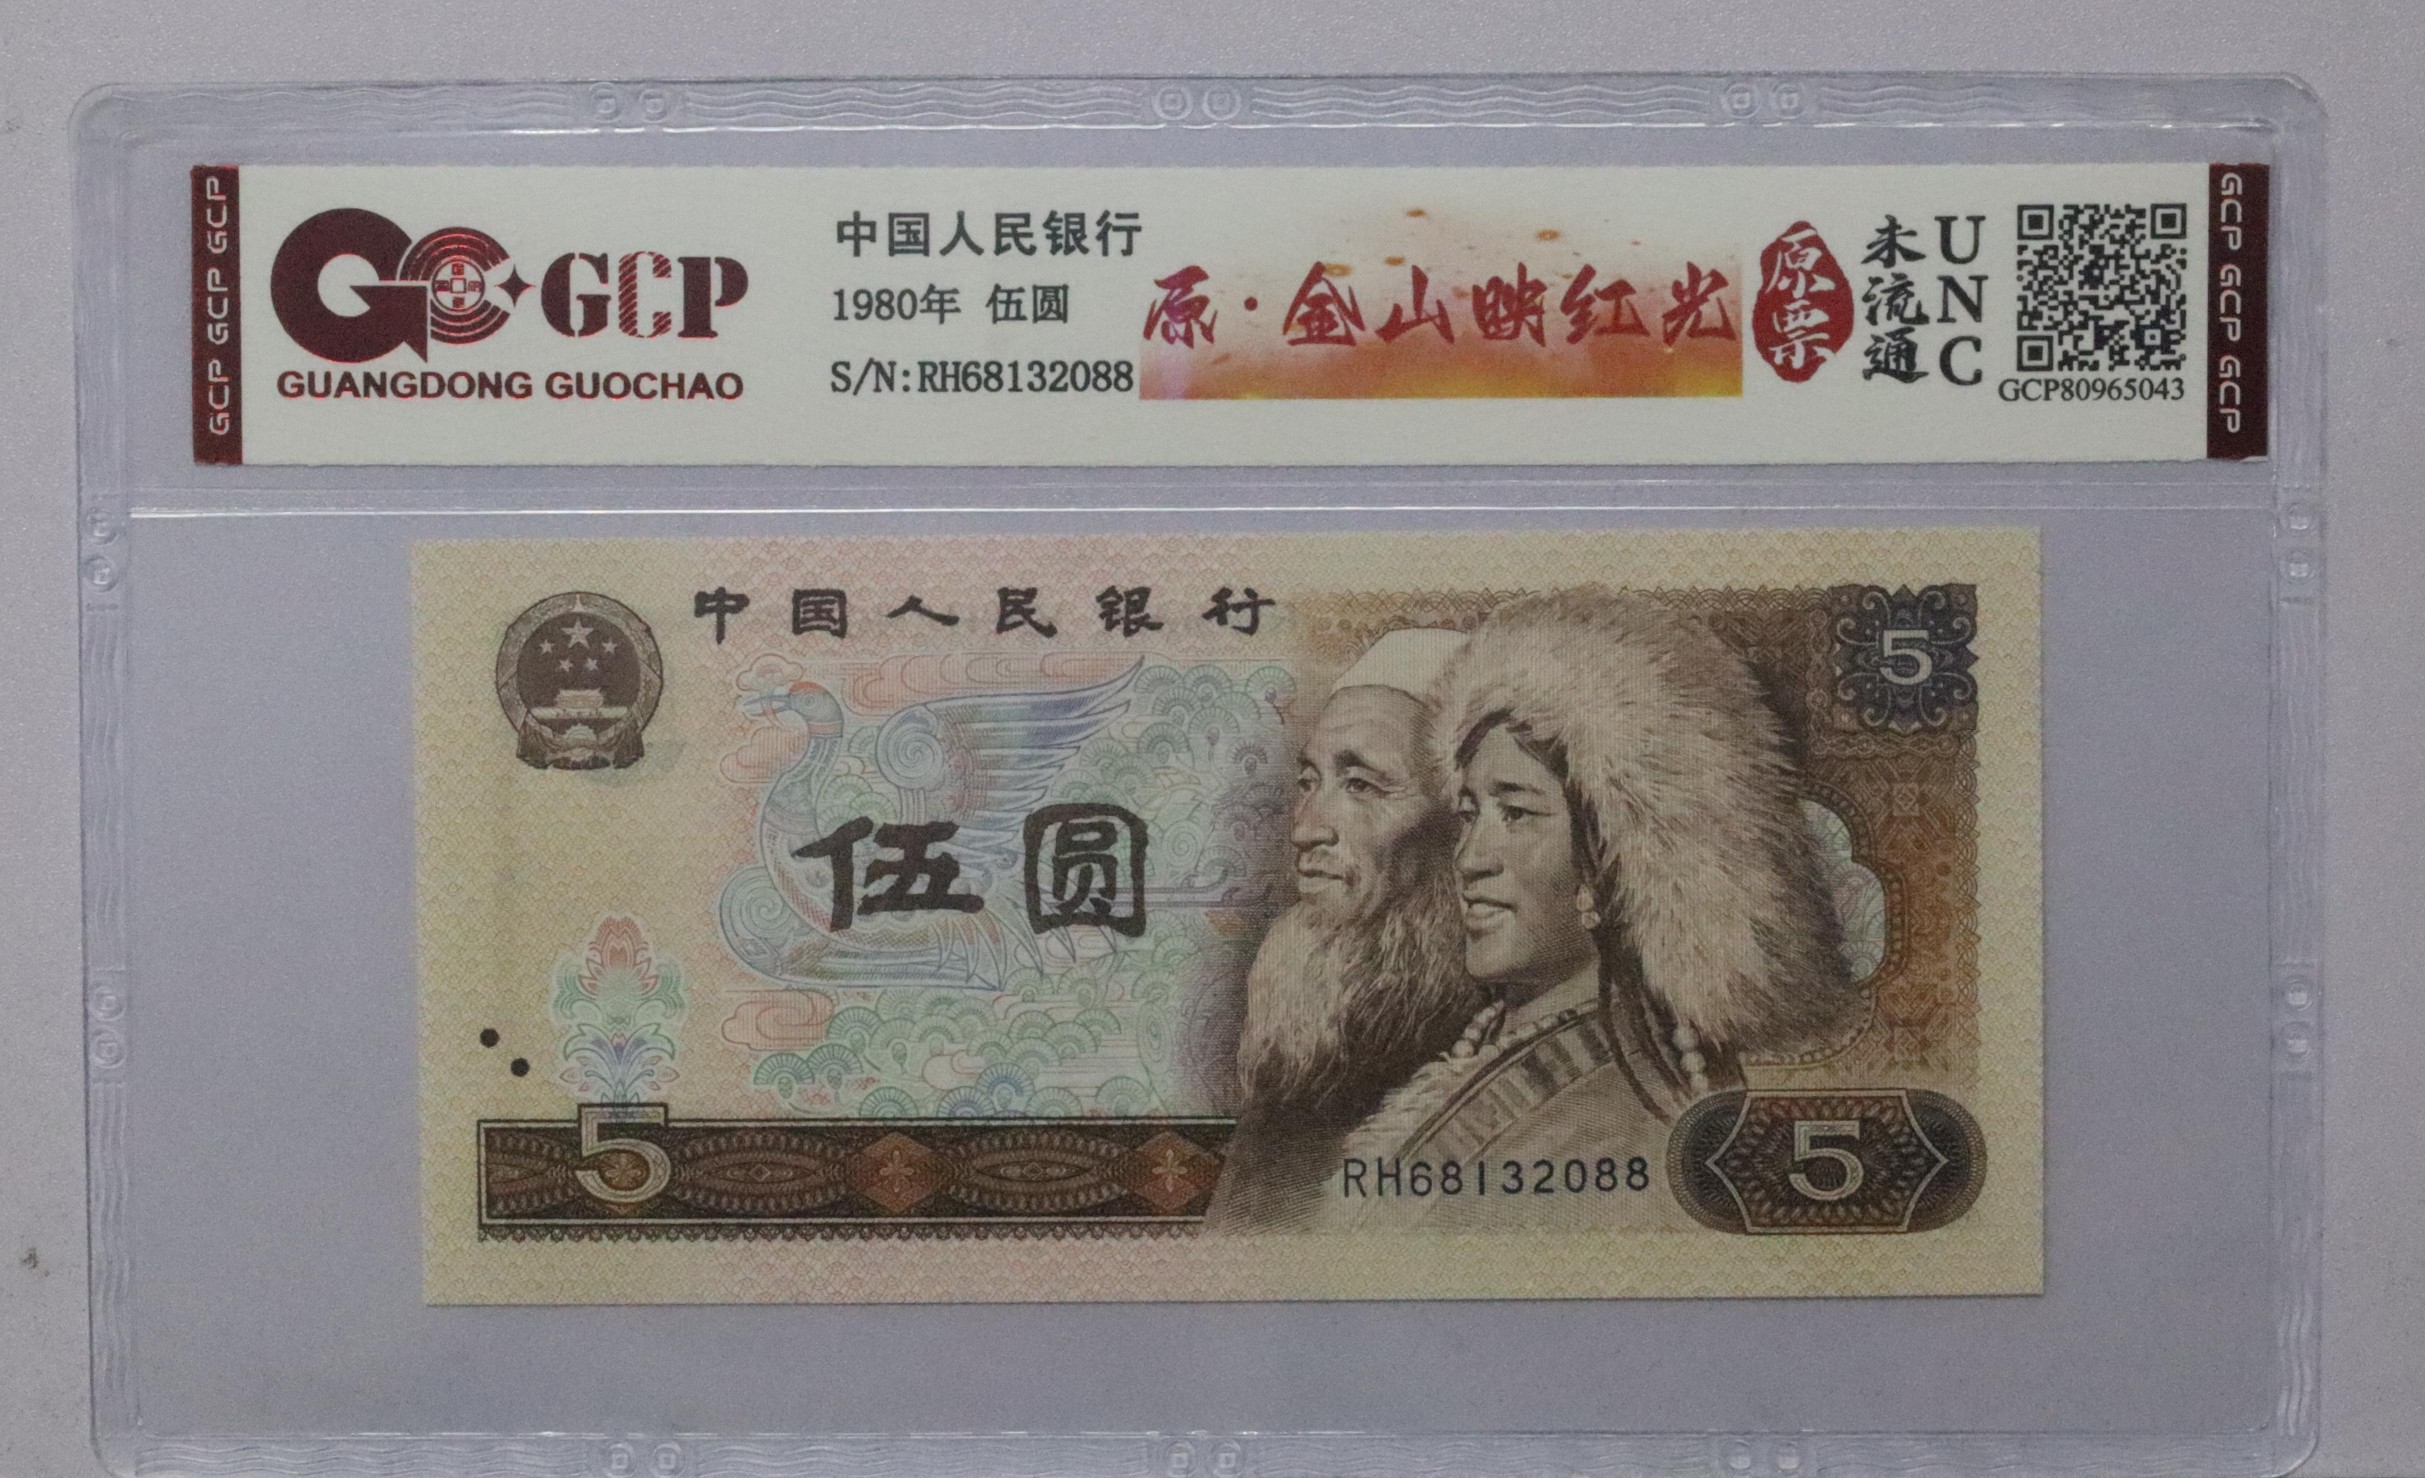 GCP GCP GCP
GCP
GUANGDONG GUOCHAO
中国人民银行
1980年 伍圆
S/N:RH68132088
原·金山映红光
原票
未流通
UNC
GCP80965043
GCP GCP GCP
中国人民银行
5
伍圆
5
RH68132088
5